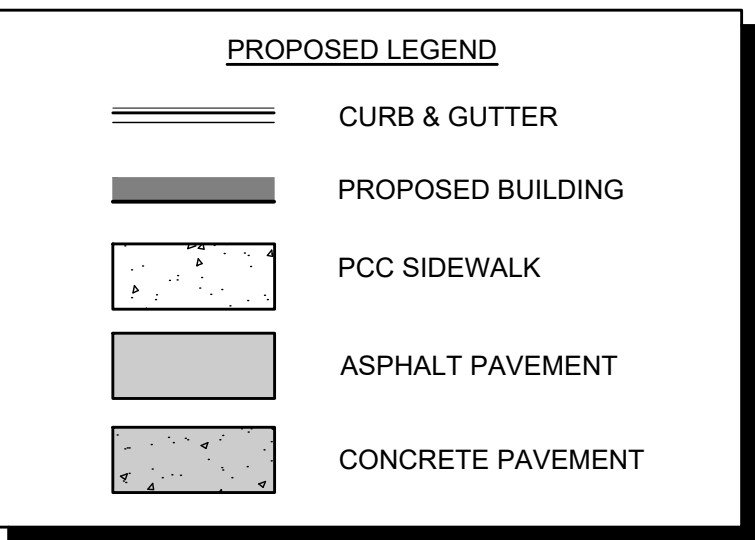 PROPOSED LEGEND
CURB & GUTTER
PROPOSED BUILDING
PCC SIDEWALK
ASPHALT PAVEMENT
CONCRETE PAVEMENT